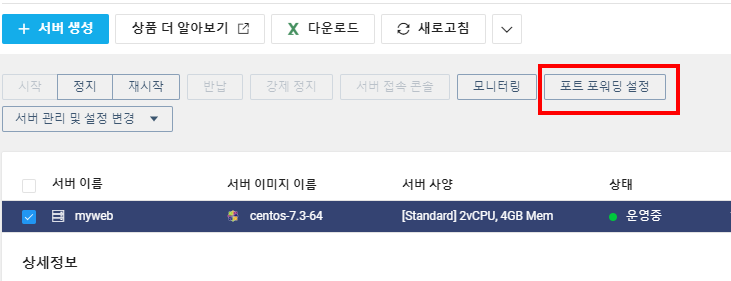 + 서버 생성 상품 더 알아보기 다운로드 새로고침
시작 정지 재시작 반납 강제 정지 서버 접속 콘솔 모니터링 포트 포워딩 설정
서버 관리 및 설정 변경
서버 이름 서버 이미지 이름 서버 사양 상태
myweb centos-7.3-64 [Standard] 2vCPU, 4GB Mem 운영중
상세정보